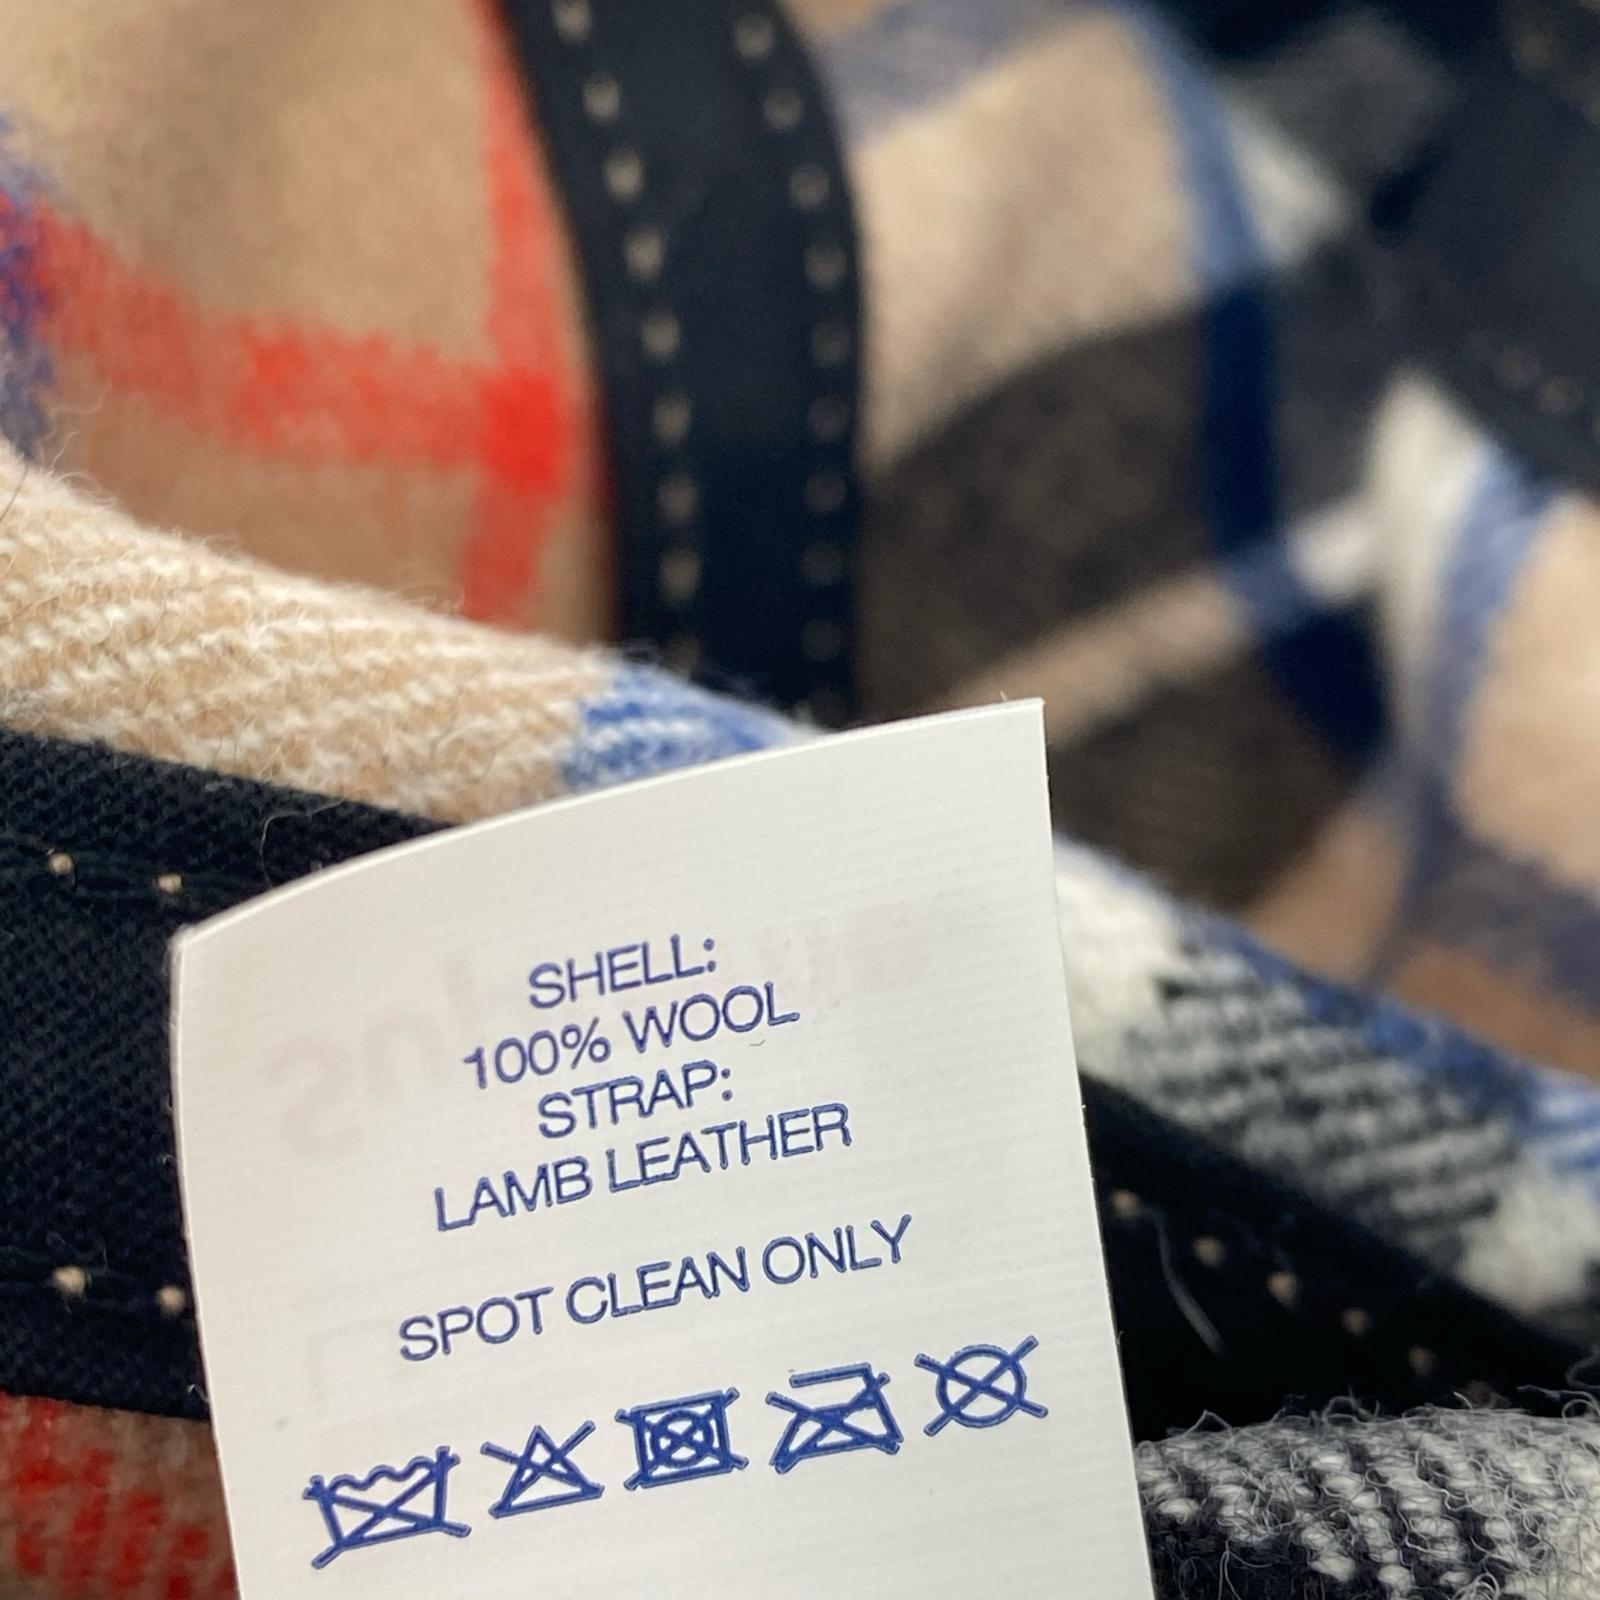 SHELL:
100% WOOL
STRAP:
LAMB LEATHER
SPOT CLEAN ONLY